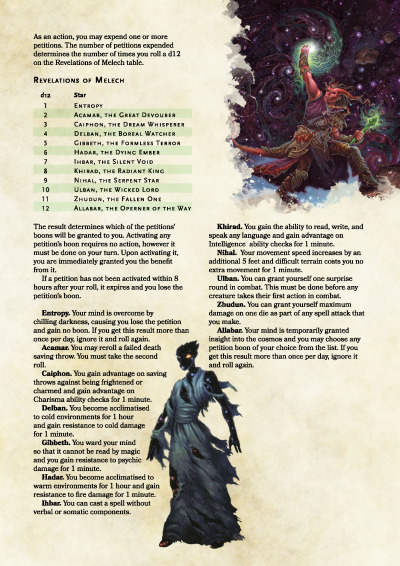 As an action, you may expend one or more
petitions. The number of petitions expended
determines the number of times you roll a d12
on the Revelations of Melech table.
Revelations of Melech
d12 Star
1 Entropy
2 Acamar, the Great Devourer
3 Caiphon, the Dream Whisperer
4 Delban, the Boreal Watcher
5 Gibbeth, the Formless Terror
6 Hadar, the Dying Ember
7 Ihbar, the Silent Void
8 Khirad, the Radiant King
9 Nihal, the Serpent Star
10 Ulban, the Wicked Lord
11 Zhudun, the Fallen One
12 Allabar, the Operner of the Way
The result determines which of the petitions'
boons will be granted to you. Activating any
petition's boon requires no action, however it
must be done on your turn. Upon activating it,
you are immediately granted you the benefit
from it.
If a petition has not been activated within 8
hours after your roll, it expires and you lose the
petition's boon.
Entropy. Your mind is overcome by
chilling darkness, causing you lose the petition
and gain no boon. If you get this result more than
once per day, ignore it and roll again.
Acamar. You may reroll a failed death
saving throw. You must take the second
roll.
Caiphon. You gain advantage on saving
throws against being frightened or
charmed and gain advantage on
Charisma ability checks for 1 minute.
Delban. You become acclimatised
to cold environments for 1 hour
and gain resistance to cold damage
for 1 minute.
Gibbeth. You ward your mind
so that it cannot be read by magic
and you gain resistance to psychic
damage for 1 minute.
Hadar. You become acclimatised to
warm environments for 1 hour and gain
resistance to fire damage for 1 minute.
Ihbar. You can cast a spell without
verbal or somatic components.
Khirad. You gain the ability to read, write, and
speak any language and gain advantage on
Intelligence ability checks for 1 minute.
Nihal. Your movement speed increases by an
additional 5 feet and difficult terrain costs you no
extra movement for 1 minute.
Ulban. You can grant yourself one surprise
round in combat. This must be done before any
creature takes their first action in combat.
Zhudun. You can grant yourself maximum
damage on one die as part of any spell attack that
you make.
Allabar. Your mind is temporarily granted
insight into the cosmos and you may choose any
petition boon of your choice from the list. If you
get this result more than once per day, ignore it
and roll again.